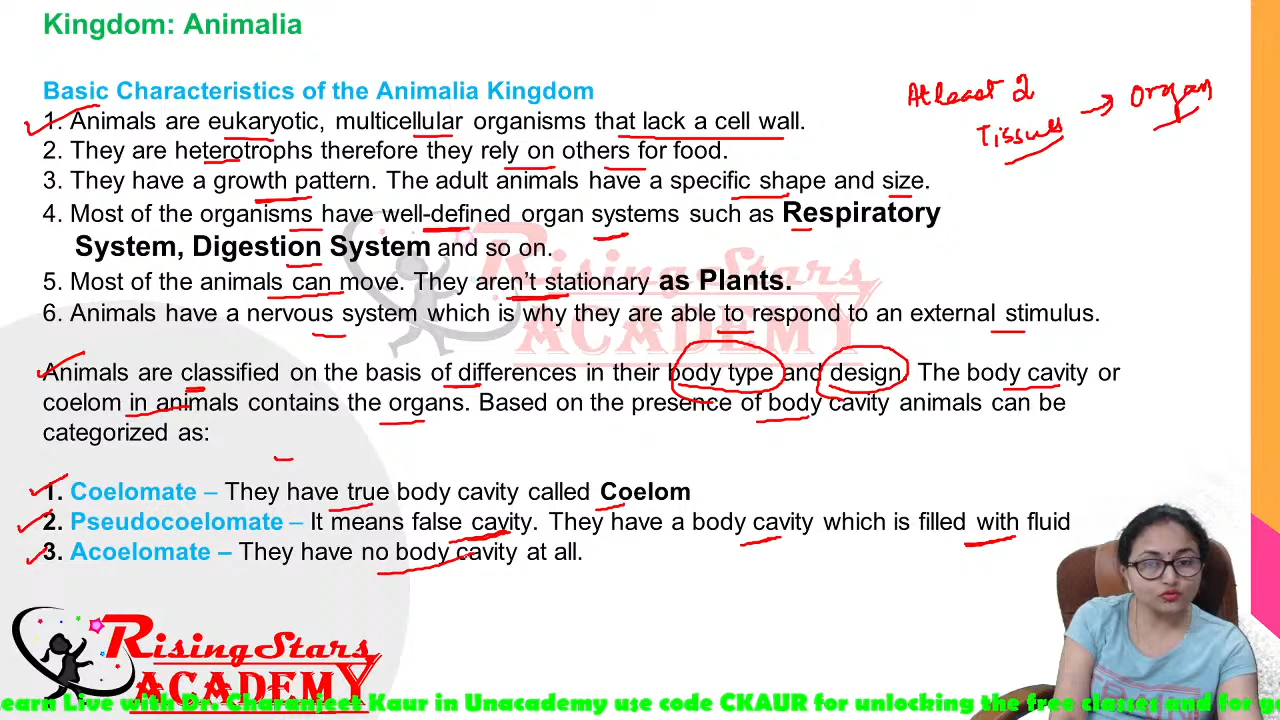 Kingdom: Animalia
Basic Characteristics of the Animalia Kingdom
Atleast 2
Tissues → Organ
1. Animals are eukaryotic, multicellular organisms that lack a cell wall.
2. They are heterotrophs therefore they rely on others for food.
3. They have a growth pattern. The adult animals have a specific shape and size.
4. Most of the organisms have well-defined organ systems such as Respiratory
System, Digestion System and so on.
5. Most of the animals can move. They aren't stationary as Plants.
6. Animals have a nervous system which is why they are able to respond to an external stimulus.
RisingStars
ACADEMY
Animals are classified on the basis of differences in their body type and design. The body cavity or
coelom in animals contains the organs. Based on the presence of body cavity animals can be
categorized as:
1. Coelomate – They have true body cavity called Coelom
2. Pseudocoelomate – It means false cavity. They have a body cavity which is filled with fluid
3. Acoelomate – They have no body cavity at all.
RisingStars
ACADEMY
earn Live with Dr. Charanjeet Kaur in Unacademy use code CKAUR for unlocking the free classes and for